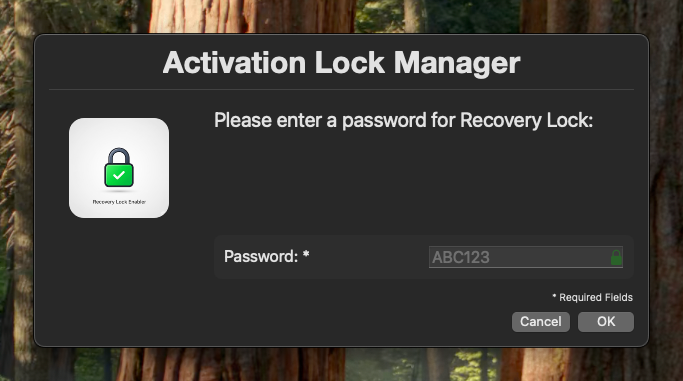 Activation Lock Manager
Please enter a password for Recovery Lock:
Recovery Lock Enabler
Password: *
ABC123
* Required Fields
Cancel
OK